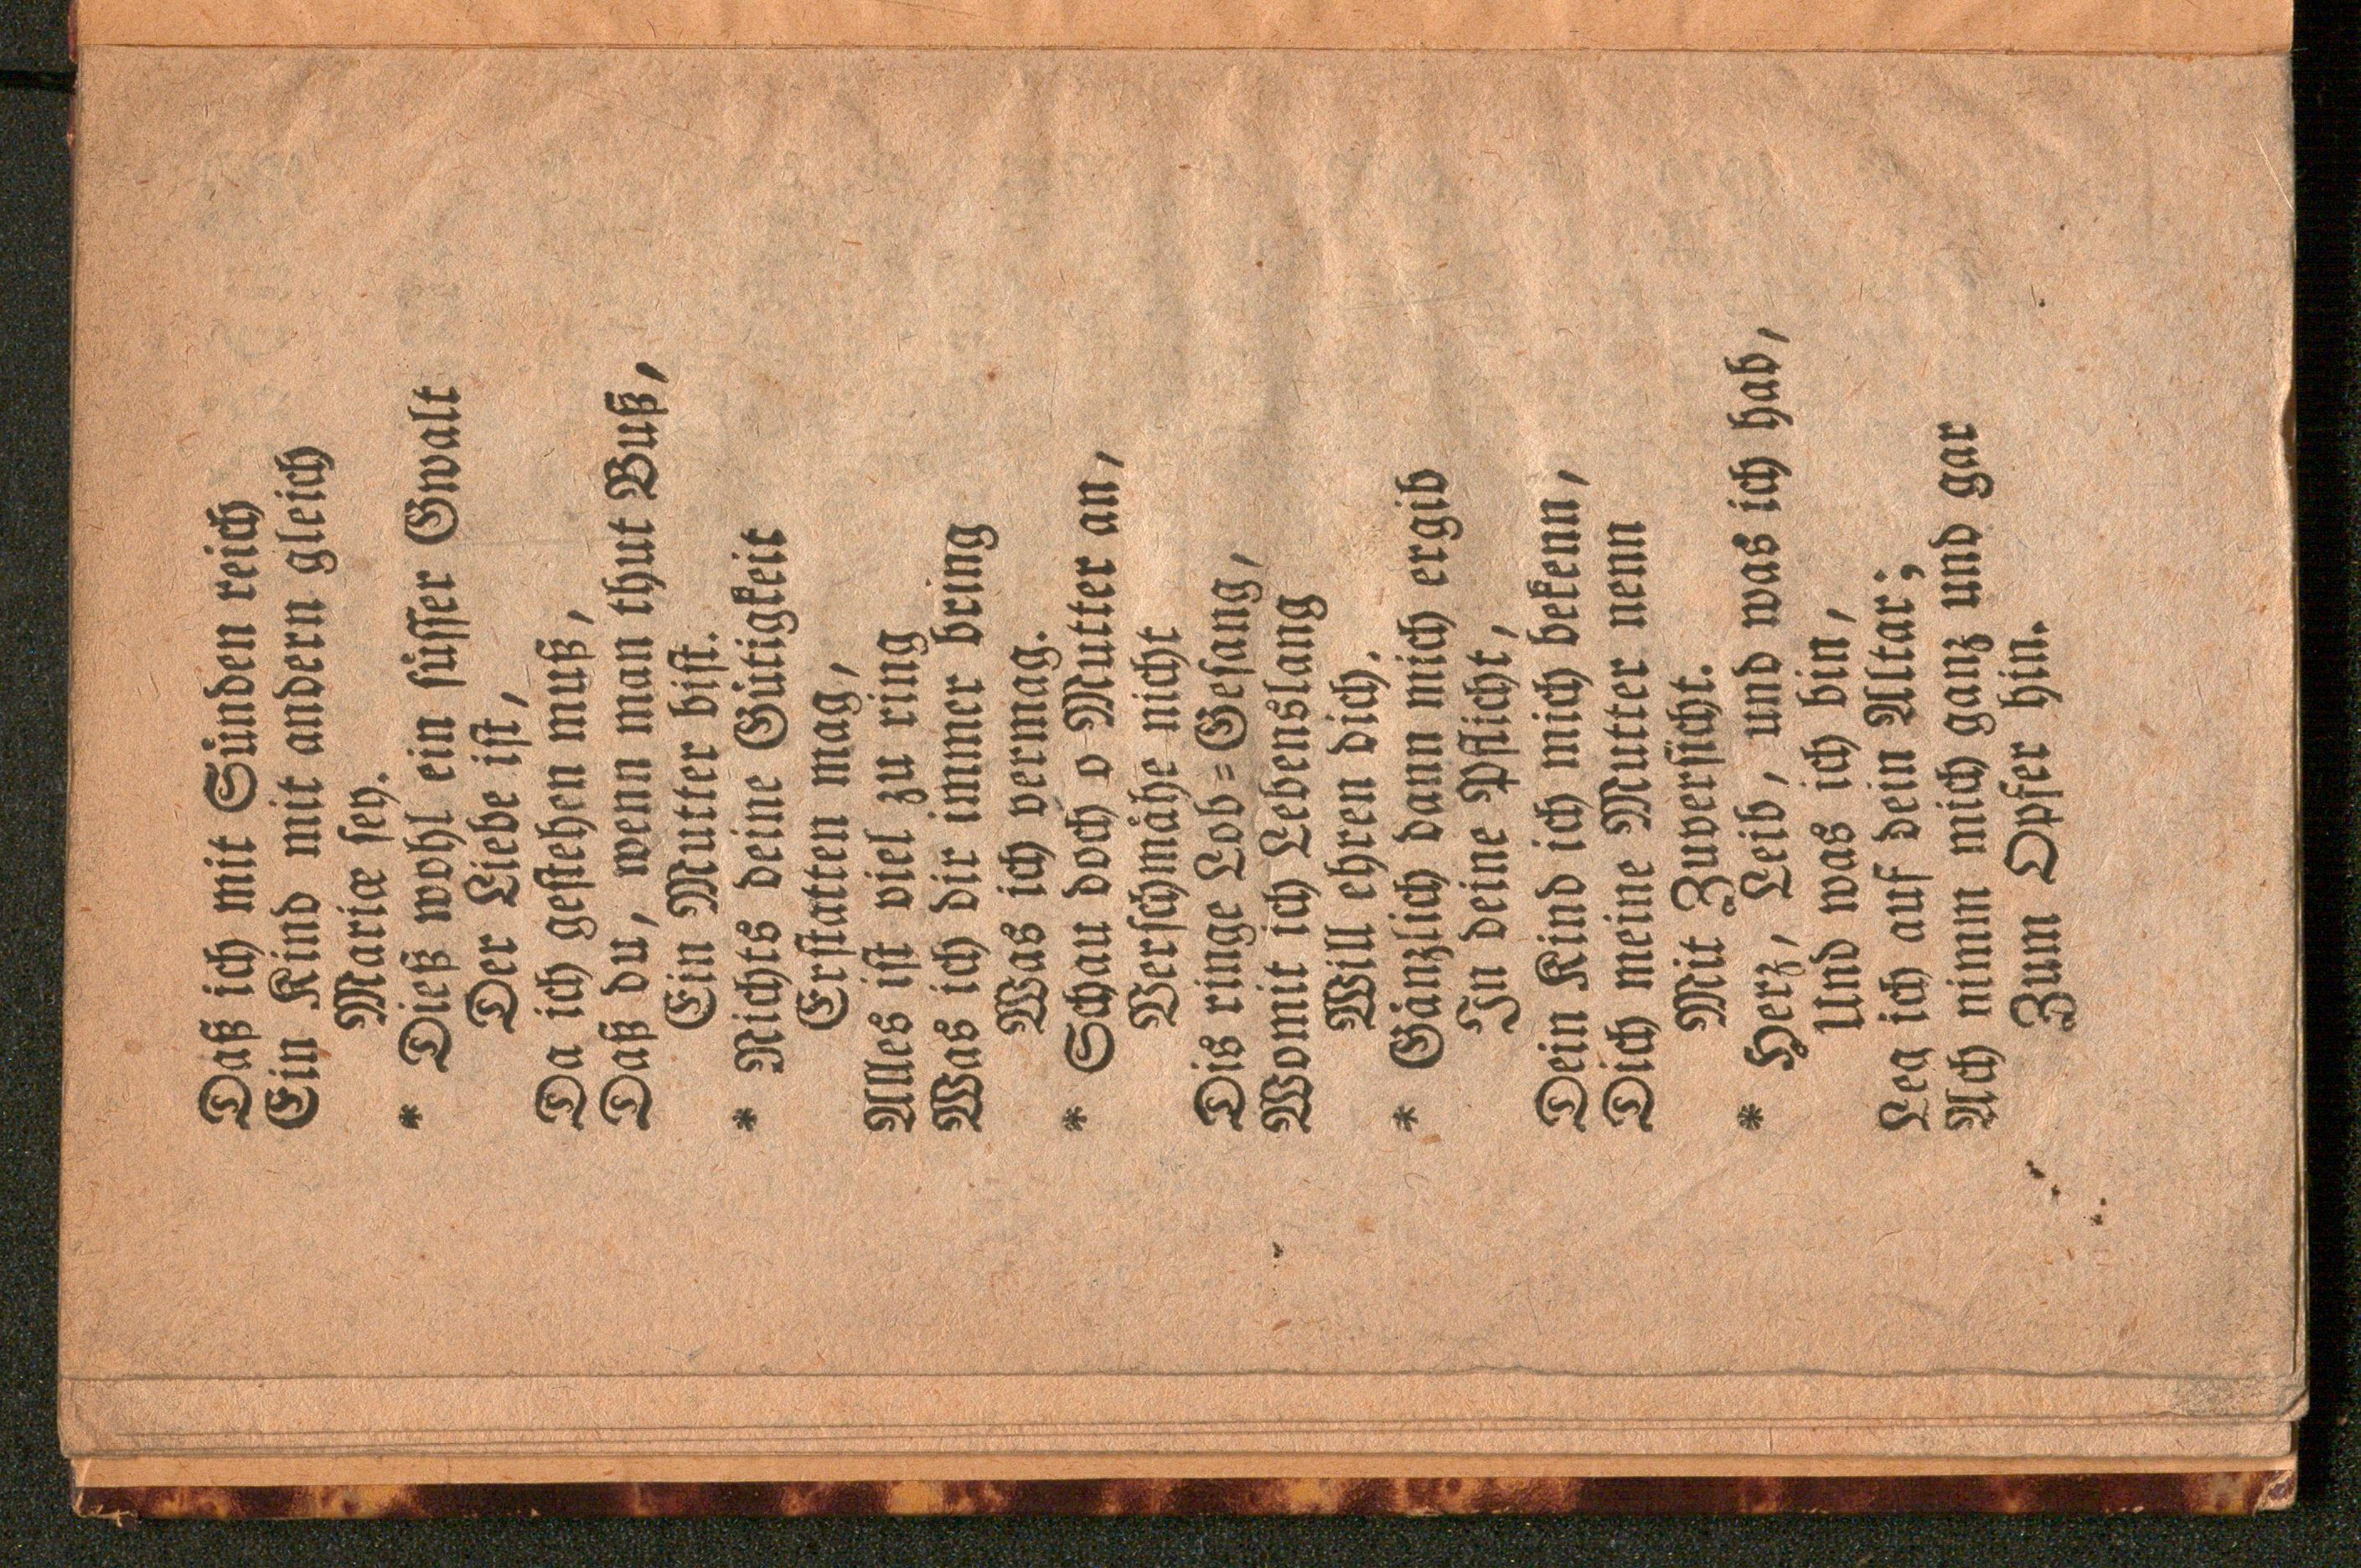 Daß ich mit Sünden reich
Ein Kind mit andern gleich
Mariæ sey.
* Dieß wohl ein süsser Gwalt
Der Liebe ist,
Da ich gestehen muß,
Daß du, wenn man thut Buß,
Ein Mutter bist.
* Nichts deine Gütigkeit
Erstatten mag,
Alles ist viel zu ring
Was ich dir immer bring
Was ich vermag.
* Schau doch o Mutter an,
Verschmähe nicht
Dis ringe Lob=Gesang,
Womit ich Lebenslang
Will ehren dich.
* Gänzlich dann mich ergib
In deine Pflicht,
Dein Kind ich mich bekenn,
Dich meine Mutter nenn
Mit Zuversicht.
* Herz, Leib, und was ich hab,
Und was ich bin,
Leg ich auf dein Altar;
Ach nimm mich ganz und gar
Zum Opfer hin.